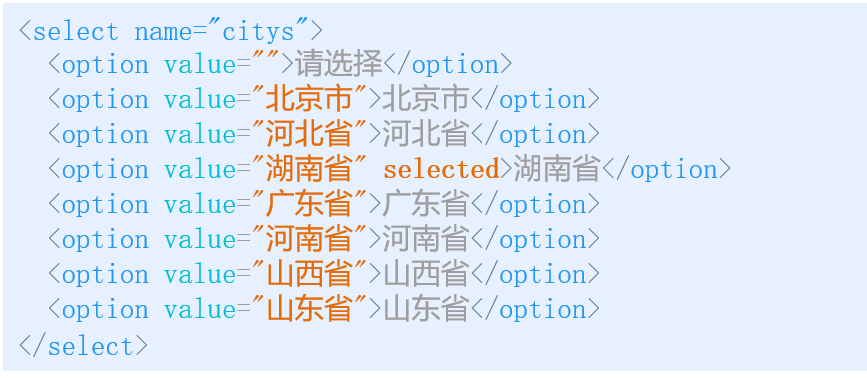 <select name="citys">
  <option value="">请选择</option>
  <option value="北京市">北京市</option>
  <option value="河北省">河北省</option>
  <option value="湖南省" selected>湖南省</option>
  <option value="广东省">广东省</option>
  <option value="河南省">河南省</option>
  <option value="山西省">山西省</option>
  <option value="山东省">山东省</option>
</select>